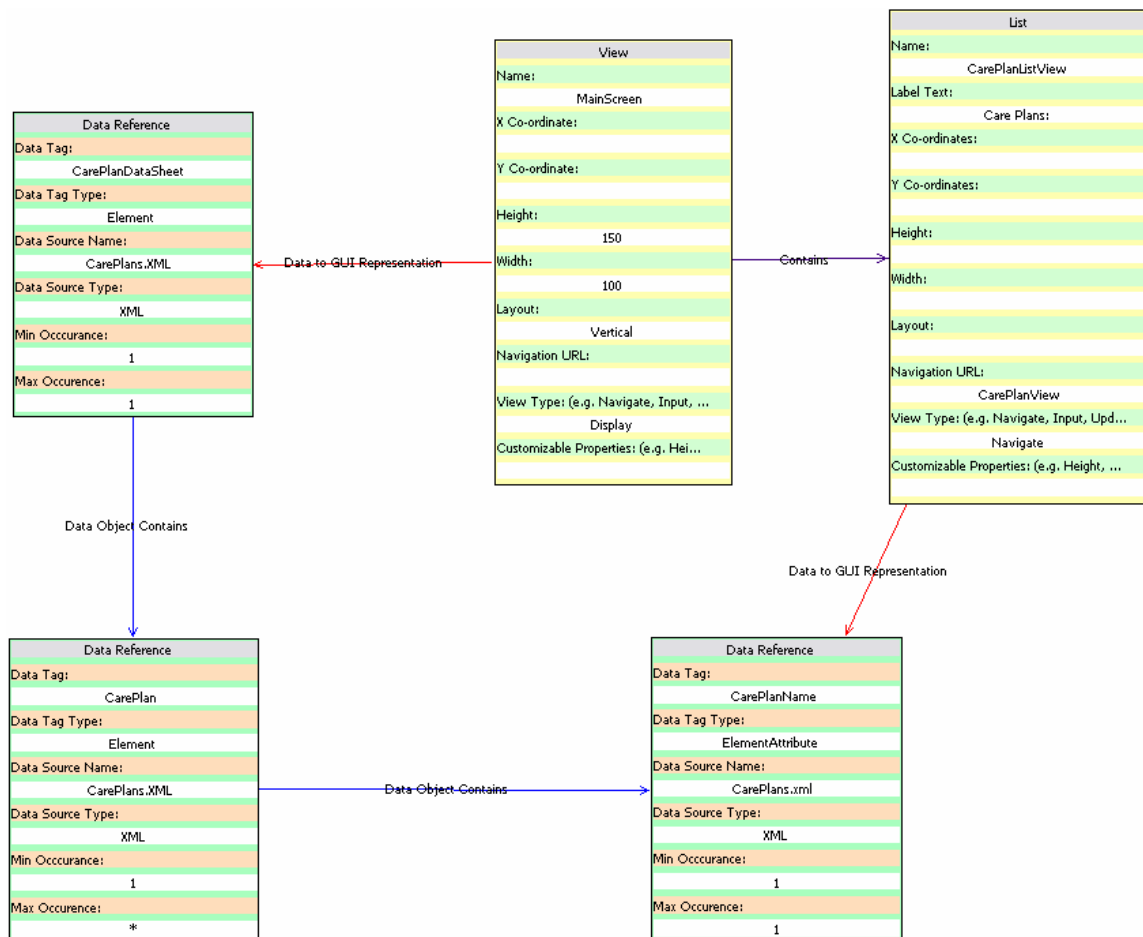 List
Name:
CarePlanListView
Label Text:
Care Plans:
X Co-ordinates:
Y Co-ordinates:
Height:
Width:
Layout:
Navigation URL:
CarePlanView
View Type: (e.g. Navigate, Input, Upd...
Navigate
Customizable Properties: (e.g. Height, ...
View
Name:
MainScreen
X Co-ordinate:
Y Co-ordinate:
Height:
150
Width:
100
Layout:
Vertical
Navigation URL:
View Type: (e.g. Navigate, Input, ...
Display
Customizable Properties: (e.g. Hei...
Contains
Data to GUI Representation
Data Reference
Data Tag:
CarePlanDataSheet
Data Tag Type:
Element
Data Source Name:
CarePlans.XML
Data Source Type:
XML
Min Occcurance:
1
Max Occurence:
1
Data Object Contains
Data to GUI Representation
Data Reference
Data Tag:
CarePlan
Data Tag Type:
Element
Data Source Name:
CarePlans.XML
Data Source Type:
XML
Min Occcurance:
1
Max Occurence:
*
Data Object Contains
Data Reference
Data Tag:
CarePlanName
Data Tag Type:
ElementAttribute
Data Source Name:
CarePlans.xml
Data Source Type:
XML
Min Occcurance:
1
Max Occurence:
1